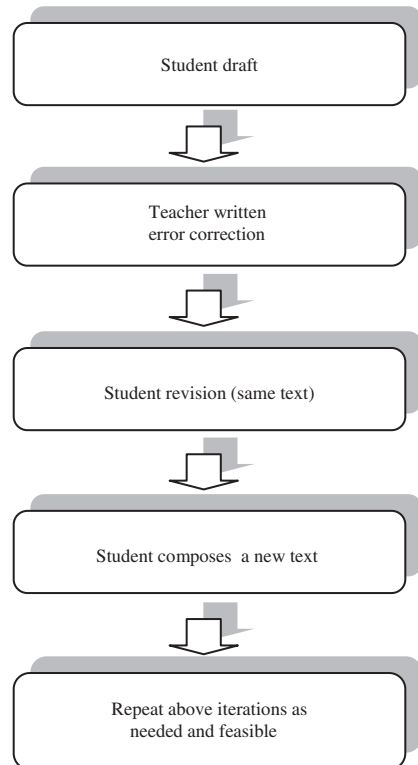 Student draft
Teacher written
error correction
Student revision (same text)
Student composes a new text
Repeat above iterations as
needed and feasible